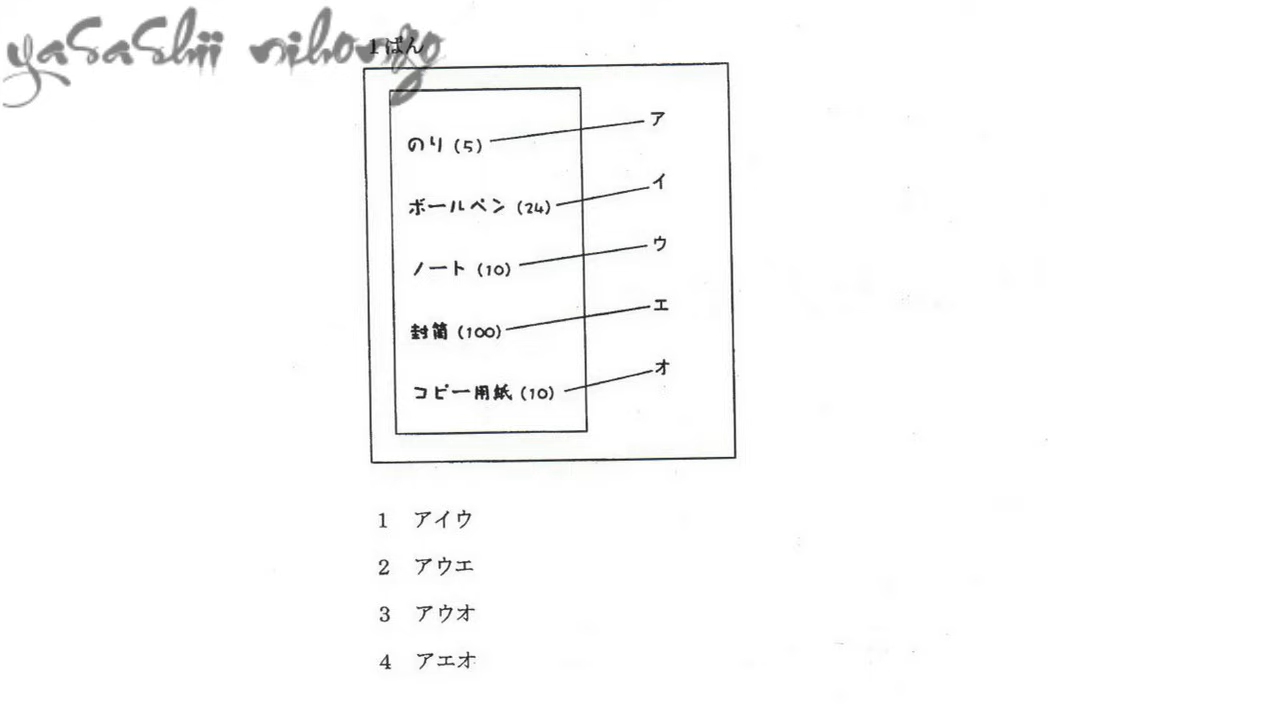 yasashii nihongo
1ばん
のり(5)
ア
ボールペン(24)
イ
ノート(10)
ウ
封筒(100)
エ
コピー用紙(10)
オ
1 アイウ
2 アウエ
3 アウオ
4 アエオ